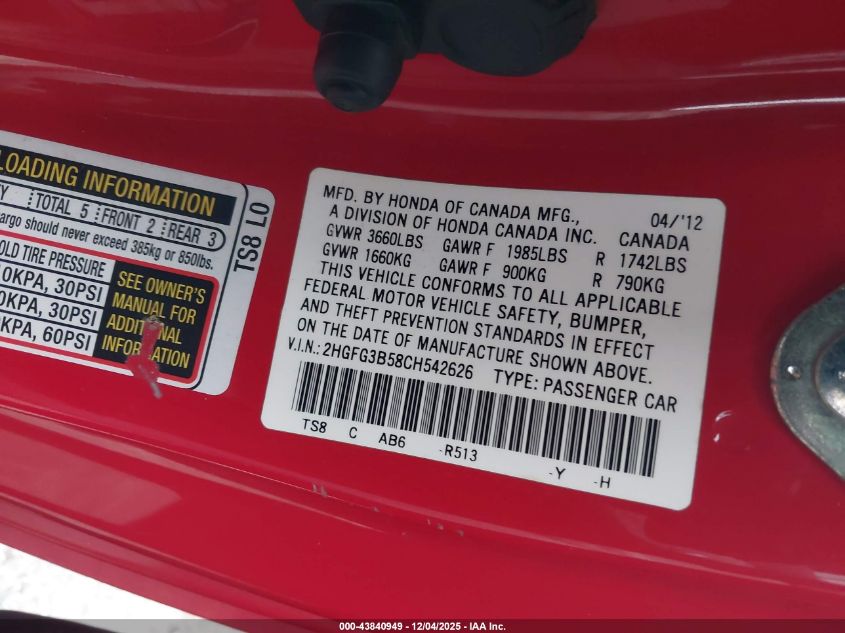 LOADING INFORMATION
TOTAL 5 FRONT 2 REAR 3
cargo should never exceed 385kg or 850lbs.
COLD TIRE PRESSURE
0KPA, 30PSI
0KPA, 30PSI
KPA, 60PSI
SEE OWNER'S
MANUAL FOR
ADDITIONAL
INFORMATION
TS8 L0
MFD. BY HONDA OF CANADA MFG., 04/'12
A DIVISION OF HONDA CANADA INC. CANADA
GVWR 3660LBS GAWR F 1985LBS R 1742LBS
GVWR 1660KG GAWR F 900KG R 790KG
THIS VEHICLE CONFORMS TO ALL APPLICABLE
FEDERAL MOTOR VEHICLE SAFETY, BUMPER,
AND THEFT PREVENTION STANDARDS IN EFFECT
ON THE DATE OF MANUFACTURE SHOWN ABOVE.
V.I.N.: 2HGFG3B58CH542626 TYPE: PASSENGER CAR
TS8 C AB6 -R513 -Y -H
000-43840949 - 12/04/2025 - IAA Inc.